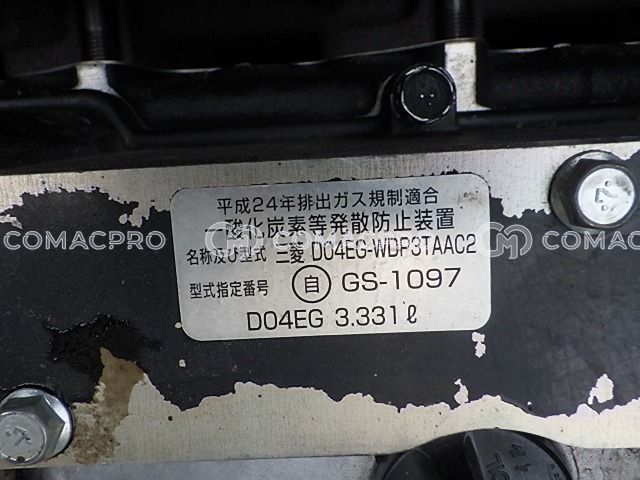 平成24年排出ガス規制適合
一酸化炭素等発散防止装置
名称及び型式 三菱 D04EG-WDP3TAAC2
型式指定番号 自 GS-1097
D04EG 3.331ℓ
COMACPRO COMACPRO COMACPRO